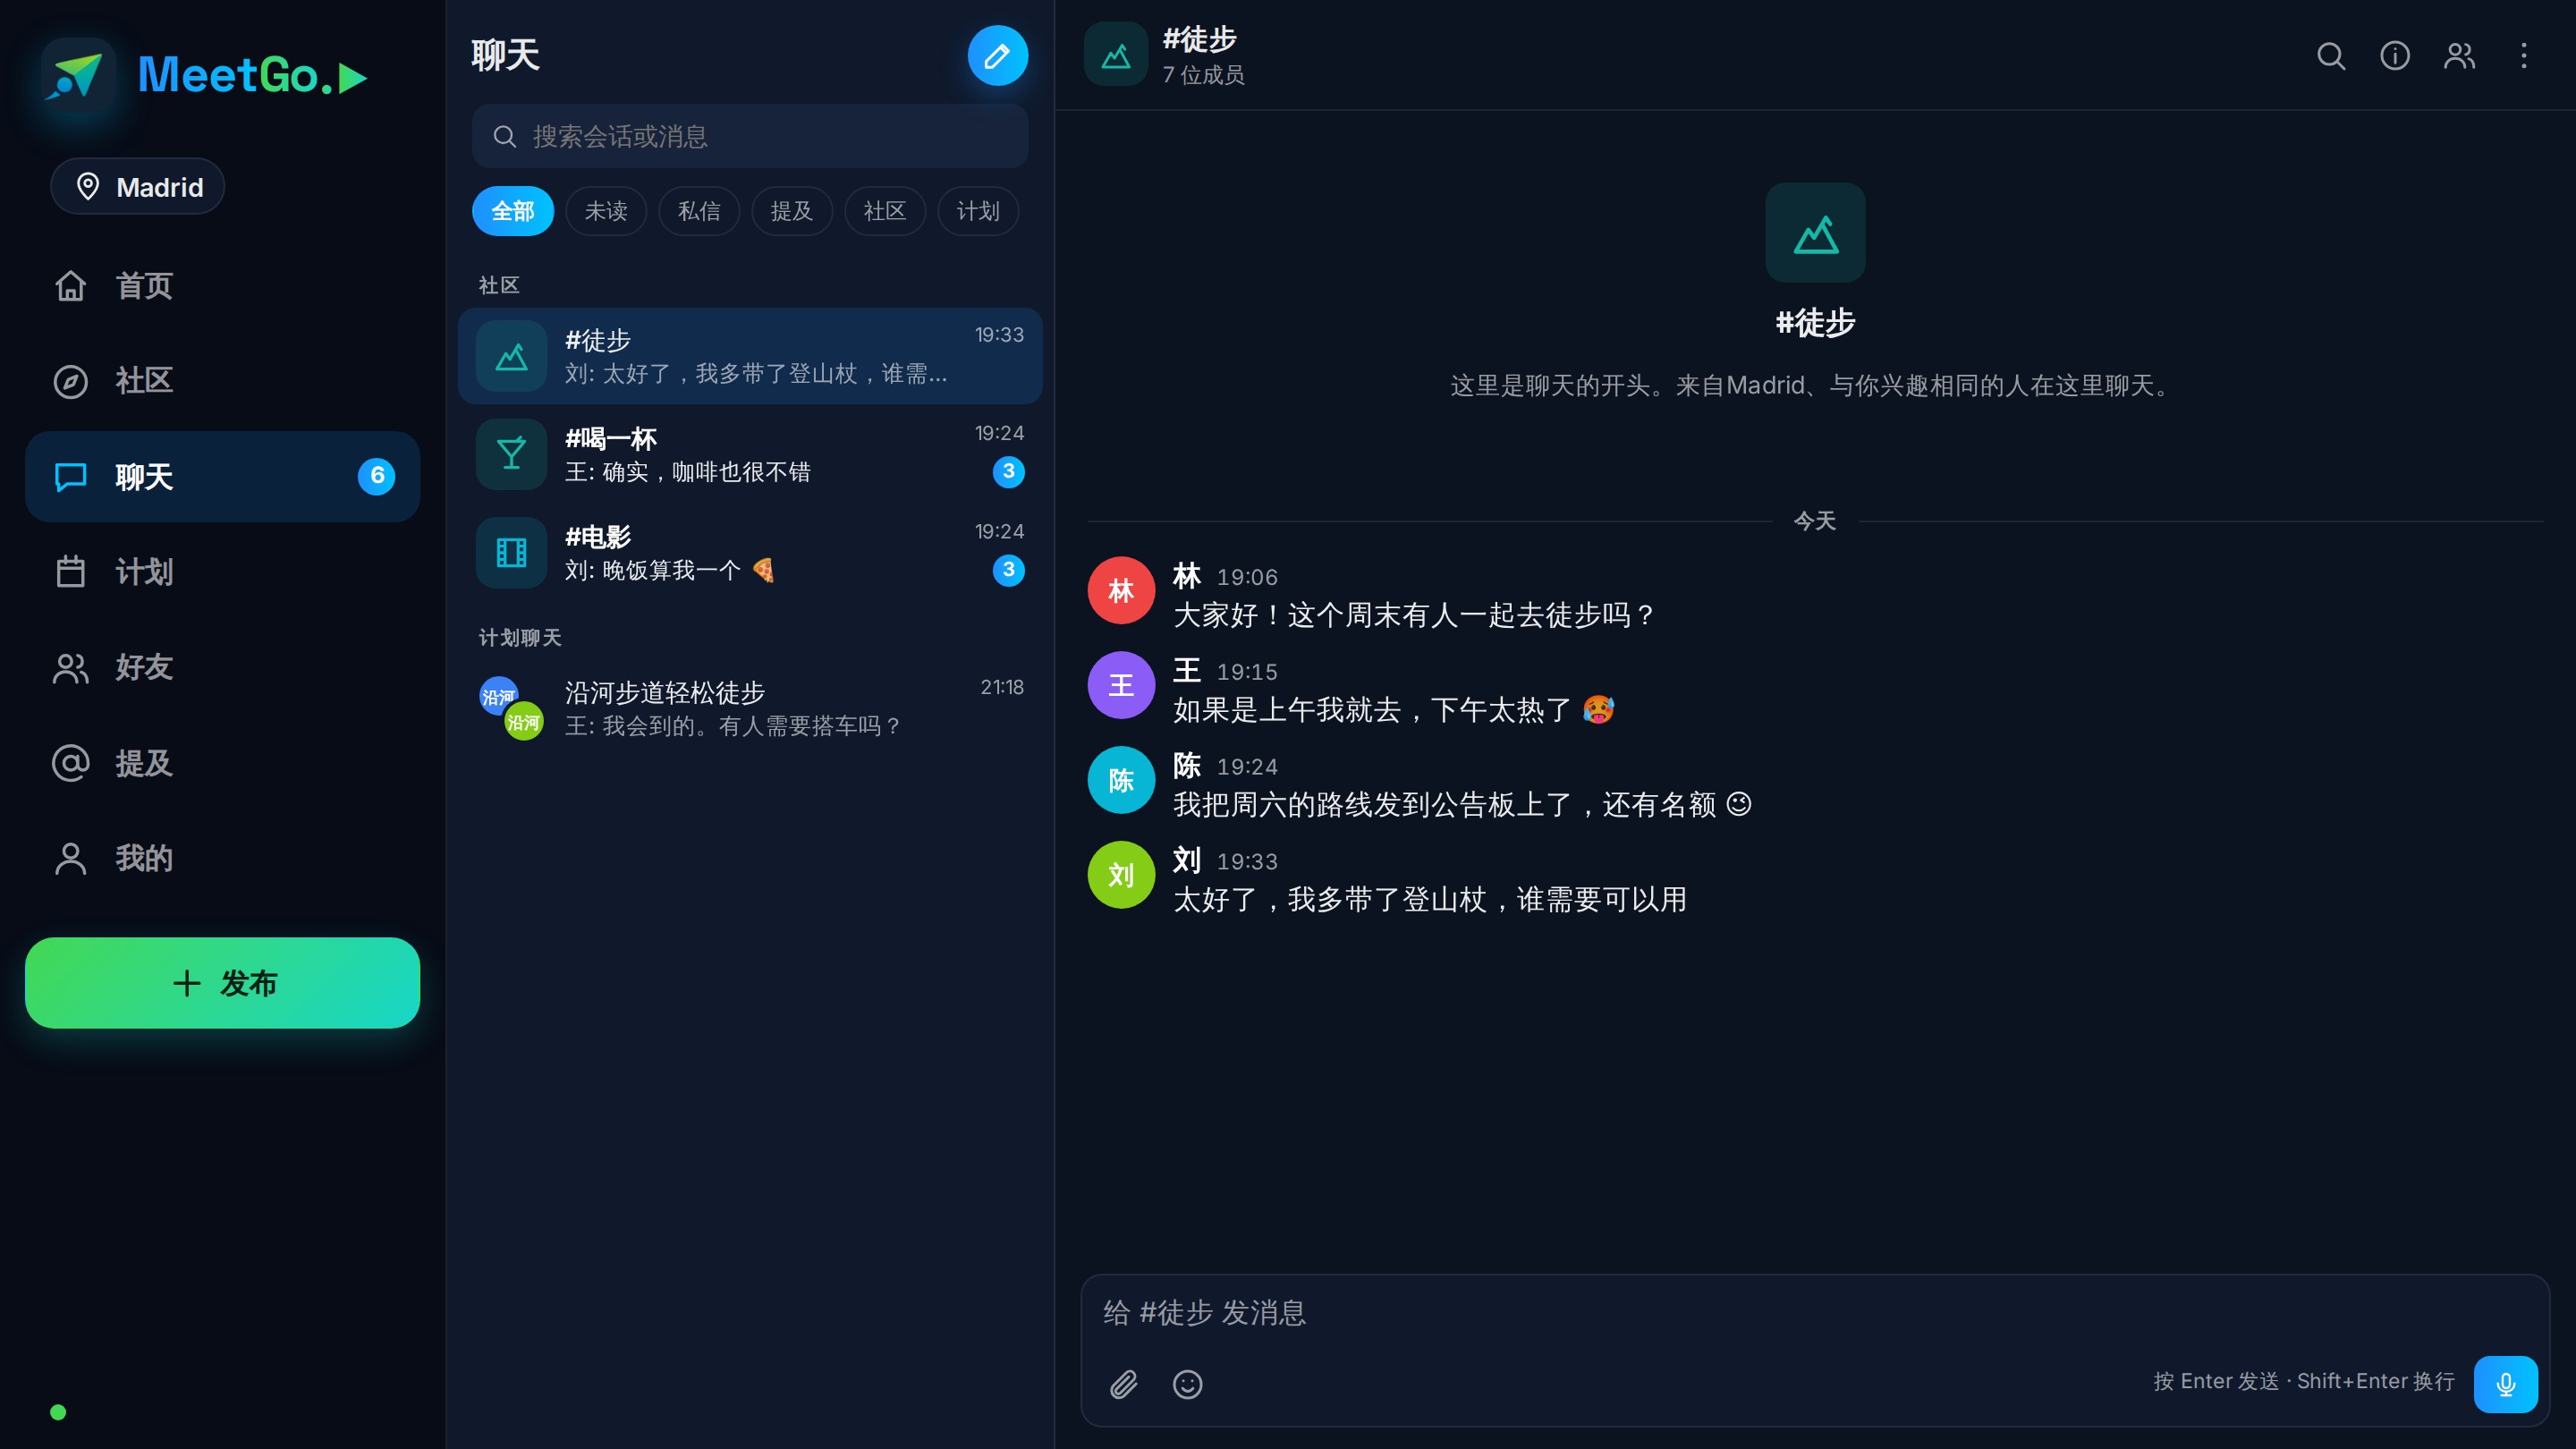 MeetGo.
Madrid
首页
社区
聊天
6
计划
好友
提及
我的
发布
聊天
搜索会话或消息
全部
未读
私信
提及
社区
计划
社区
#徒步
19:33
刘: 太好了，我多带了登山杖，谁需...
#喝一杯
19:24
王: 确实，咖啡也很不错
3
#电影
19:24
刘: 晚饭算我一个 🍕
3
计划聊天
沿河
沿河
沿河步道轻松徒步
21:18
王: 我会到的。有人需要搭车吗？
#徒步
7 位成员
#徒步
这里是聊天的开头。来自Madrid、与你兴趣相同的人在这里聊天。
今天
林
林 19:06
大家好！这个周末有人一起去徒步吗？
王
王 19:15
如果是上午我就去，下午太热了 🥵
陈
陈 19:24
我把周六的路线发到公告板上了，还有名额 😉
刘
刘 19:33
太好了，我多带了登山杖，谁需要可以用
给 #徒步 发消息
按 Enter 发送 · Shift+Enter 换行